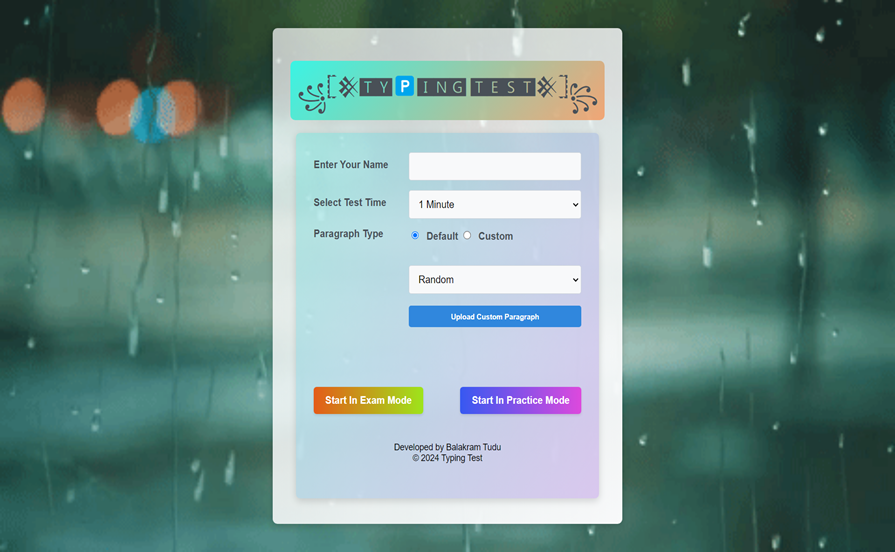 TYPING TEST
Enter Your Name
Select Test Time
1 Minute
Paragraph Type
Default Custom
Random
Upload Custom Paragraph
Start In Exam Mode Start In Practice Mode
Developed by Balakram Tudu
© 2024 Typing Test